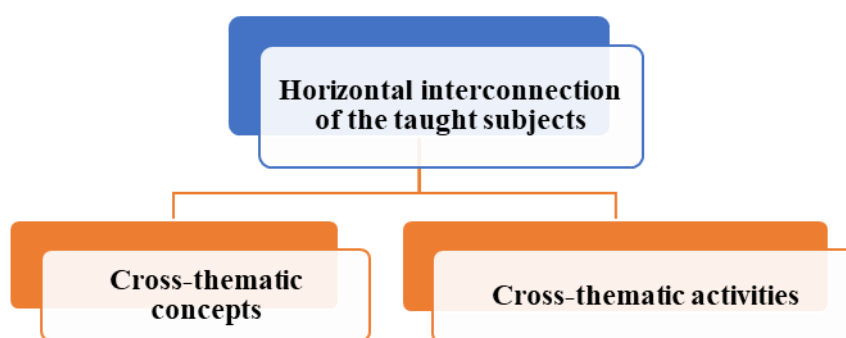 Horizontal interconnection
of the taught subjects
Cross-thematic
concepts
Cross-thematic activities